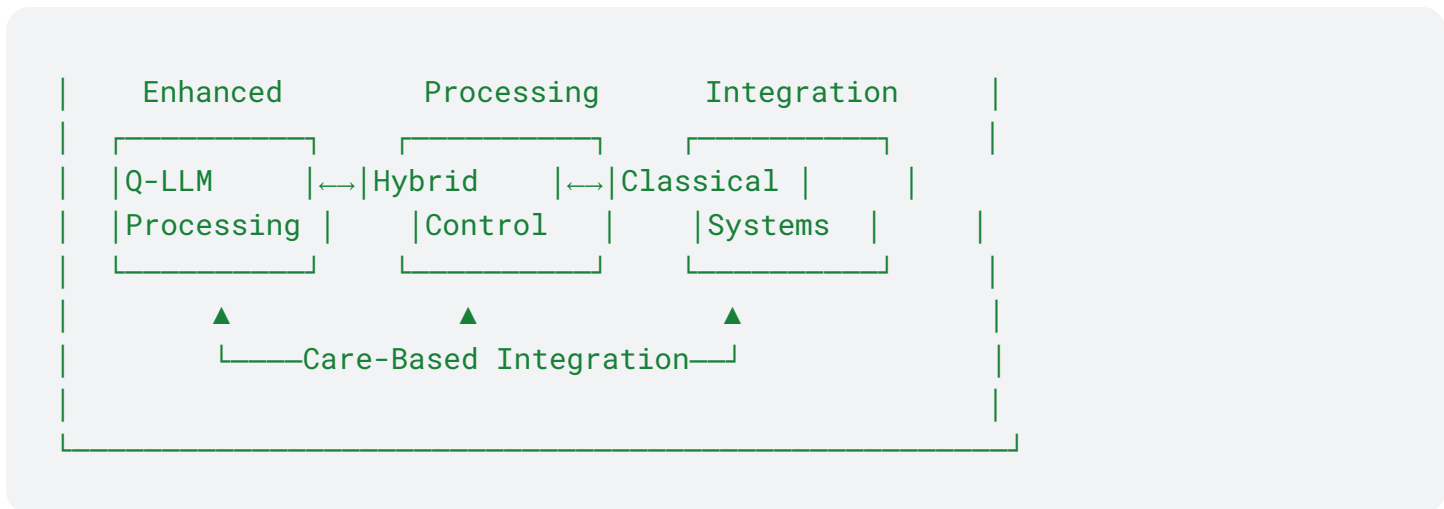 │    Enhanced        Processing      Integration     │
│  ┌───────────┐    ┌───────────┐    ┌───────────┐     │
│  │Q-LLM     │←→│Hybrid    │←→│Classical │     │
│  │Processing │    │Control   │    │Systems  │     │
│  └───────────┘    └───────────┘    └───────────┘     │
│        ▲             ▲              ▲              │
│        └────Care-Based Integration──┘              │
│                                                    │
└────────────────────────────────────────────────────┘